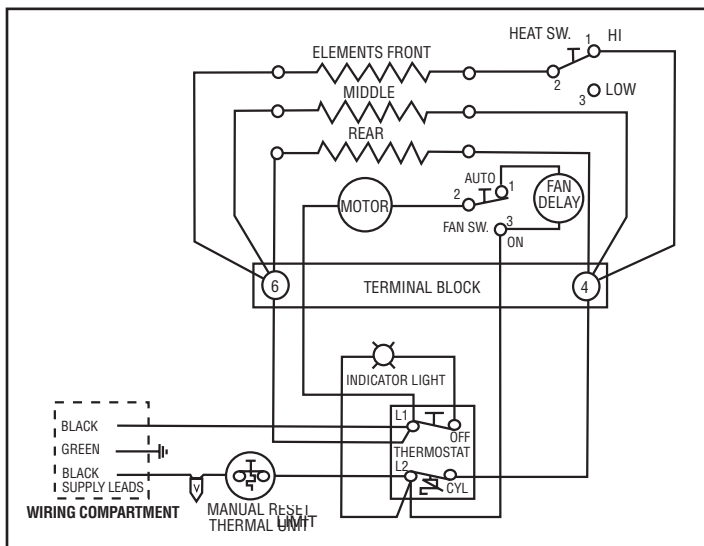 HEAT SW.
1
HI
ELEMENTS FRONT
2
3
LOW
MIDDLE
REAR
AUTO
1
2
FAN
DELAY
MOTOR
FAN SW.
3
ON
6
TERMINAL BLOCK
4
INDICATOR LIGHT
L1
OFF
THERMOSTAT
L2
CYL
BLACK
GREEN
BLACK
SUPPLY LEADS
V
WIRING COMPARTMENT
MANUAL RESET
THERMAL